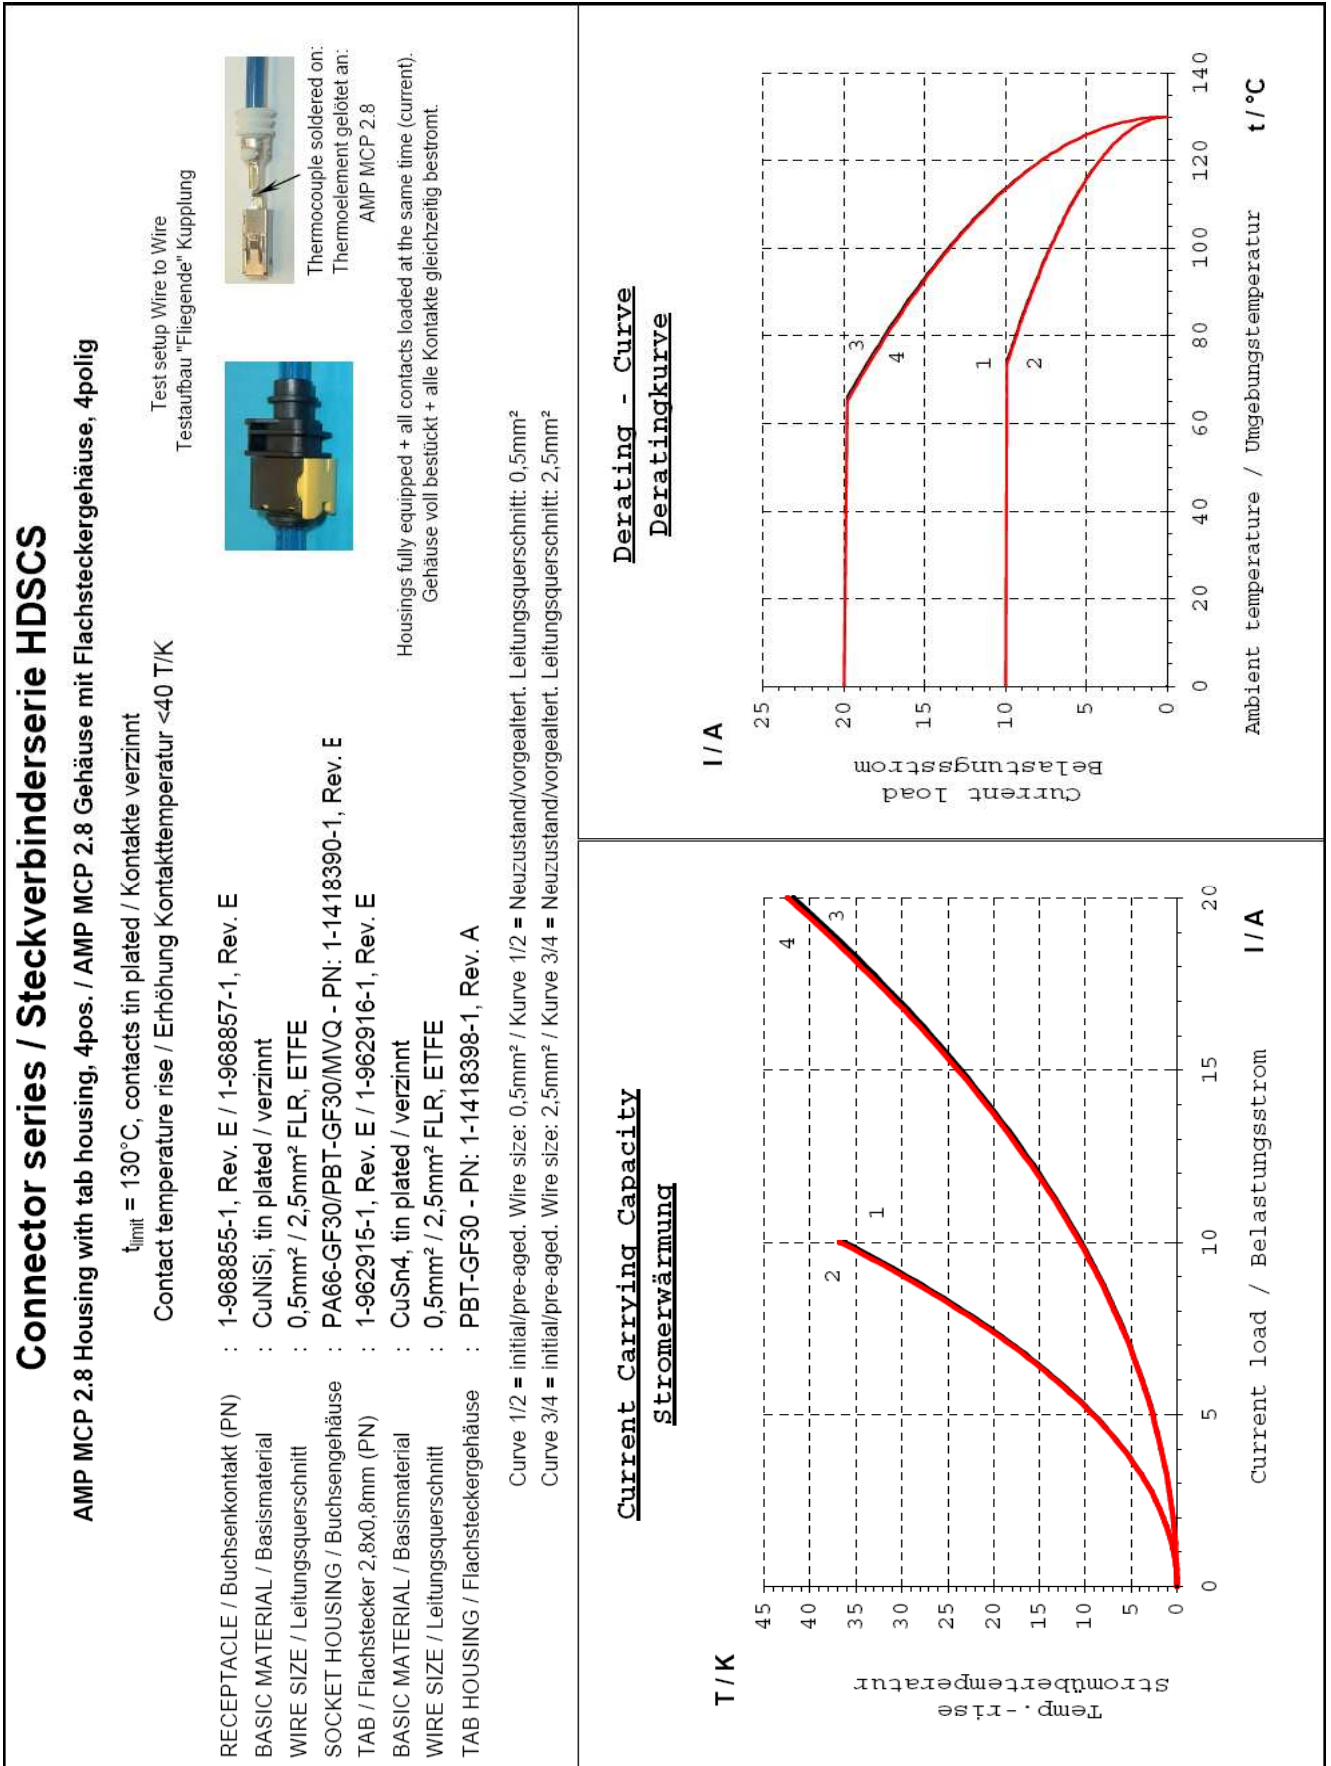 Connector series / Steckverbinderserie HDSCS
AMP MCP 2.8 Housing with tab housing, 4pos. / AMP MCP 2.8 Gehäuse mit Flachsteckergehäuse, 4polig
tlimit = 130°C, contacts tin plated / Kontakte verzinnt
Contact temperature rise / Erhöhung Kontakttemperatur <40 T/K
Test setup Wire to Wire
Testaufbau "Fliegende" Kupplung
RECEPTACLE / Buchsenkontakt (PN) : 1-968855-1, Rev. E / 1-968857-1, Rev. E
BASIC MATERIAL / Basismaterial : CuNiSi, tin plated / verzinnt
WIRE SIZE / Leitungsquerschnitt : 0,5mm² / 2,5mm² FLR, ETFE
SOCKET HOUSING / Buchsengehäuse : PA66-GF30/PBT-GF30/MVQ - PN: 1-1418390-1, Rev. E
TAB / Flachstecker 2,8x0,8mm (PN) : 1-962915-1, Rev. E / 1-962916-1, Rev. E
BASIC MATERIAL / Basismaterial : CuSn4, tin plated / verzinnt
WIRE SIZE / Leitungsquerschnitt : 0,5mm² / 2,5mm² FLR, ETFE
TAB HOUSING / Flachsteckergehäuse : PBT-GF30 - PN: 1-1418398-1, Rev. A
Thermocouple soldered on:
Thermoelement gelötet an:
AMP MCP 2.8
Housings fully equipped + all contacts loaded at the same time (current).
Gehäuse voll bestückt + alle Kontakte gleichzeitig bestromt.
Curve 1/2 = initial/pre-aged. Wire size: 0,5mm² / Kurve 1/2 = Neuzustand/vorgealtert. Leitungsquerschnitt: 0,5mm²
Curve 3/4 = initial/pre-aged. Wire size: 2,5mm² / Kurve 3/4 = Neuzustand/vorgealtert. Leitungsquerschnitt: 2,5mm²
Current Carrying Capacity
Stromerwärmung
T / K
Temp.-rise
Stromübertemperatur
45
40
35
30
25
20
15
10
5
0
2
1
4
3
0 5 10 15 20
Current load / Belastungsstrom
I / A
Derating - Curve
Deratingkurve
I / A
Current load
Belastungsstrom
25
20
15
10
5
0
3
4
1
2
0 20 40 60 80 100 120 140
Ambient temperature / Umgebungstemperatur
t / °C